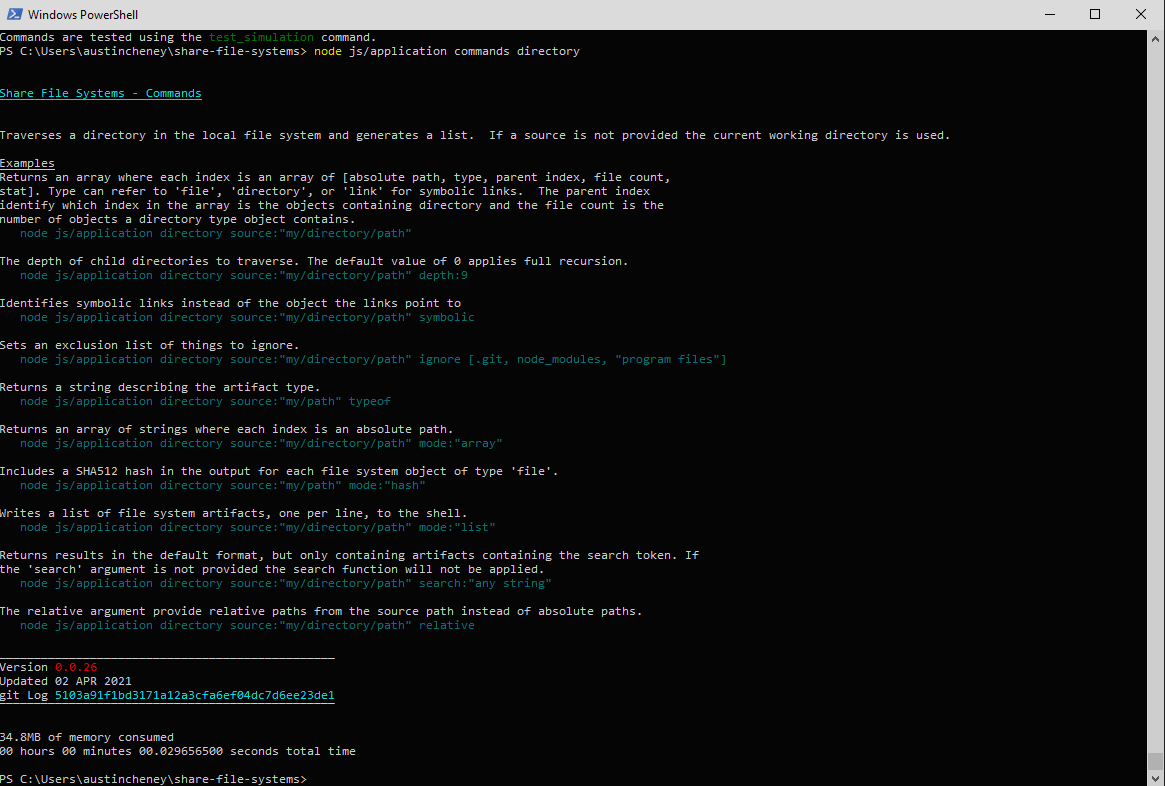 Windows PowerShell
Commands are tested using the test_simulation command.
PS C:\Users\austincheney\share-file-systems> node js/application commands directory
Share File Systems - Commands
Traverses a directory in the local file system and generates a list.  If a source is not provided the current working directory is used.
Examples
Returns an array where each index is an array of [absolute path, type, parent index, file count,
stat]. Type can refer to 'file', 'directory', or 'link' for symbolic links.  The parent index
identify which index in the array is the objects containing directory and the file count is the
number of objects a directory type object contains.
   node js/application directory source:"my/directory/path"
The depth of child directories to traverse. The default value of 0 applies full recursion.
   node js/application directory source:"my/directory/path" depth:9
Identifies symbolic links instead of the object the links point to
   node js/application directory source:"my/directory/path" symbolic
Sets an exclusion list of things to ignore.
   node js/application directory source:"my/directory/path" ignore [.git, node_modules, "program files"]
Returns a string describing the artifact type.
   node js/application directory source:"my/path" typeof
Returns an array of strings where each index is an absolute path.
   node js/application directory source:"my/directory/path" mode:"array"
Includes a SHA512 hash in the output for each file system object of type 'file'.
   node js/application directory source:"my/path" mode:"hash"
Writes a list of file system artifacts, one per line, to the shell.
   node js/application directory source:"my/directory/path" mode:"list"
Returns results in the default format, but only containing artifacts containing the search token. If
the 'search' argument is not provided the search function will not be applied.
   node js/application directory source:"my/directory/path" search:"any string"
The relative argument provide relative paths from the source path instead of absolute paths.
   node js/application directory source:"my/directory/path" relative
Version 0.0.26
Updated 02 APR 2021
git Log 5103a91f1bd3171a12a3cfa6ef04dc7d6ee23de1
34.8MB of memory consumed
00 hours 00 minutes 00.029656500 seconds total time
PS C:\Users\austincheney\share-file-systems>